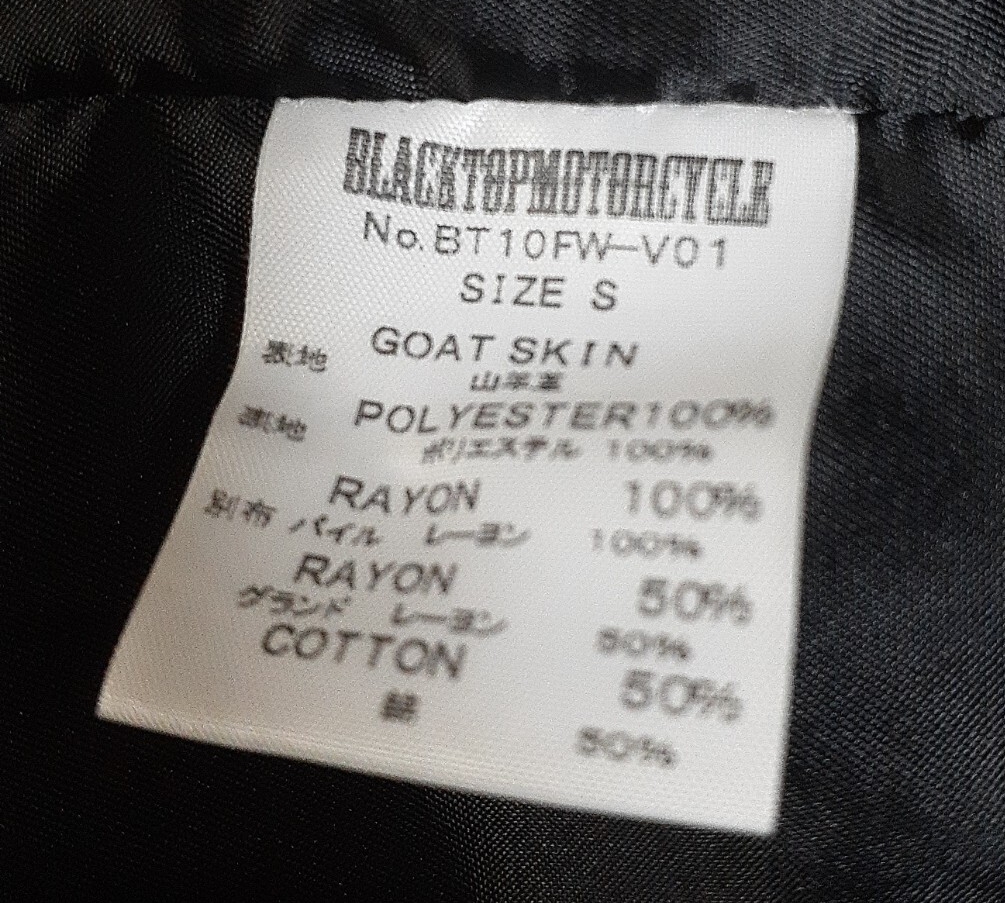 BLACKTOPMOTORCYCLE
No. BT10FW-V01
SIZE S
表地 GOAT SKIN
山羊革
裏地 POLYESTER100%
ポリエステル 100%
RAYON 100%
別布 パイル レーヨン 100%
RAYON 50%
グランド レーヨン 50%
COTTON 50%
綿 50%